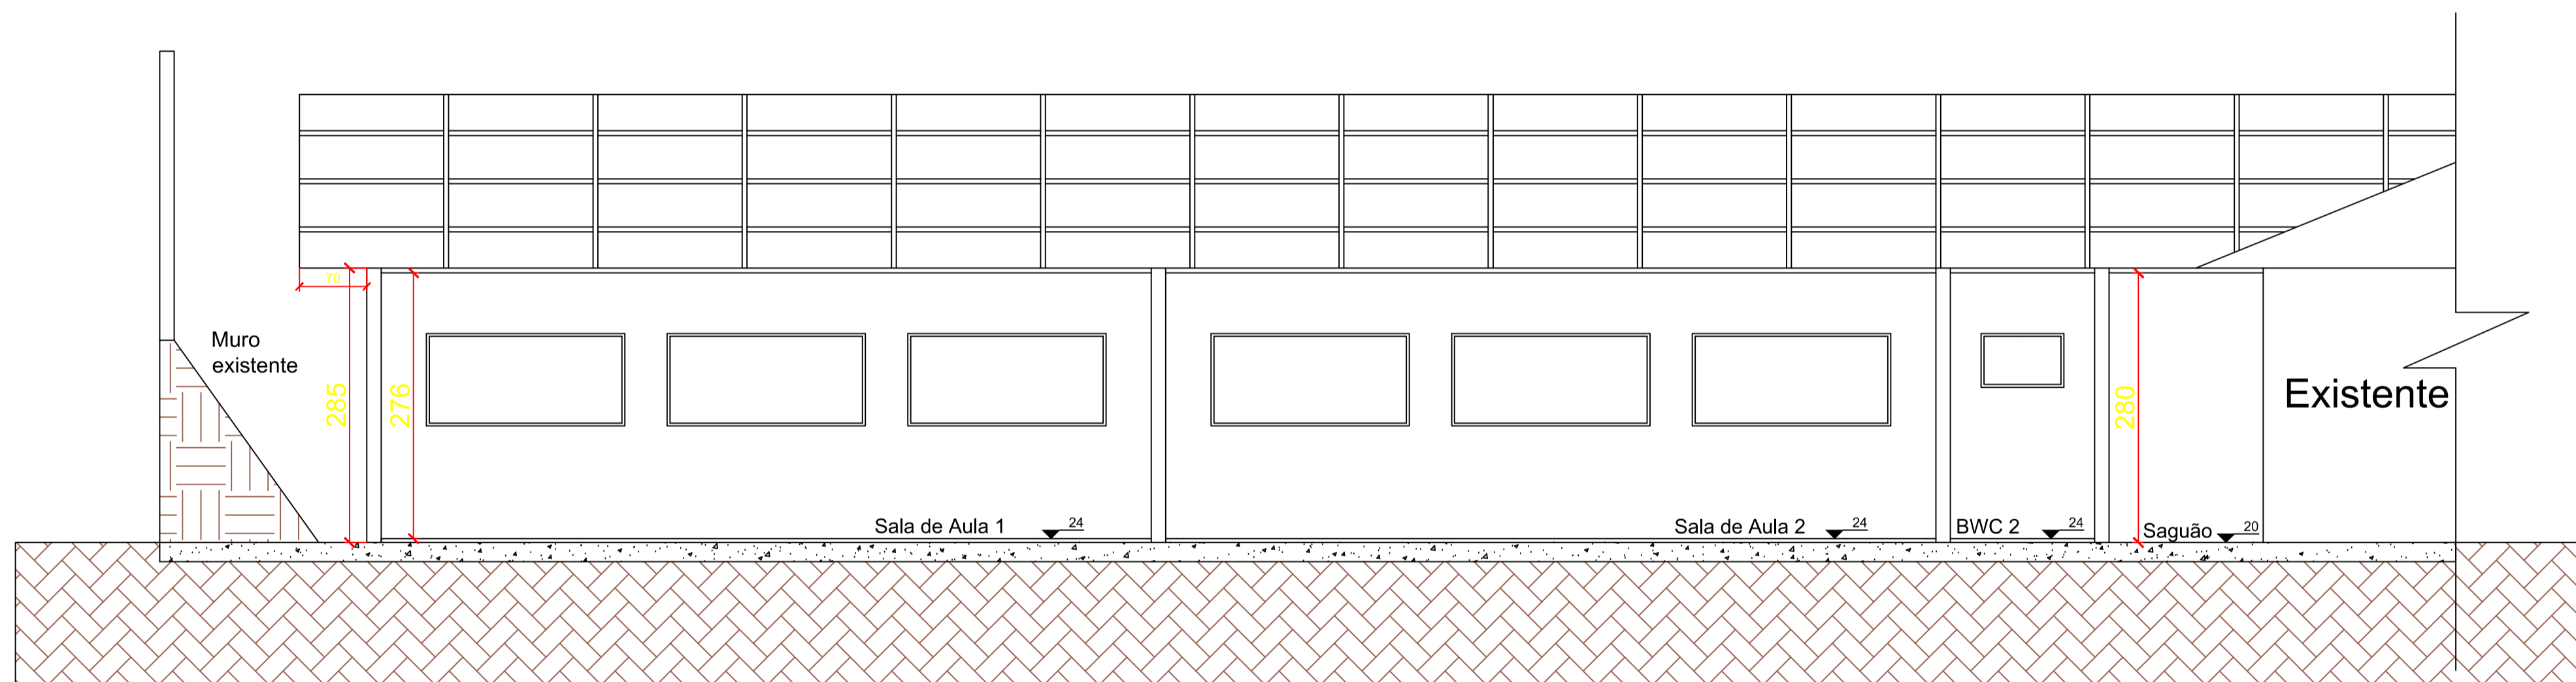 70
Muro
existente
285
276
280
Existente
Sala de Aula 1
24
Sala de Aula 2
24
BWC 2
24
Saguão
20